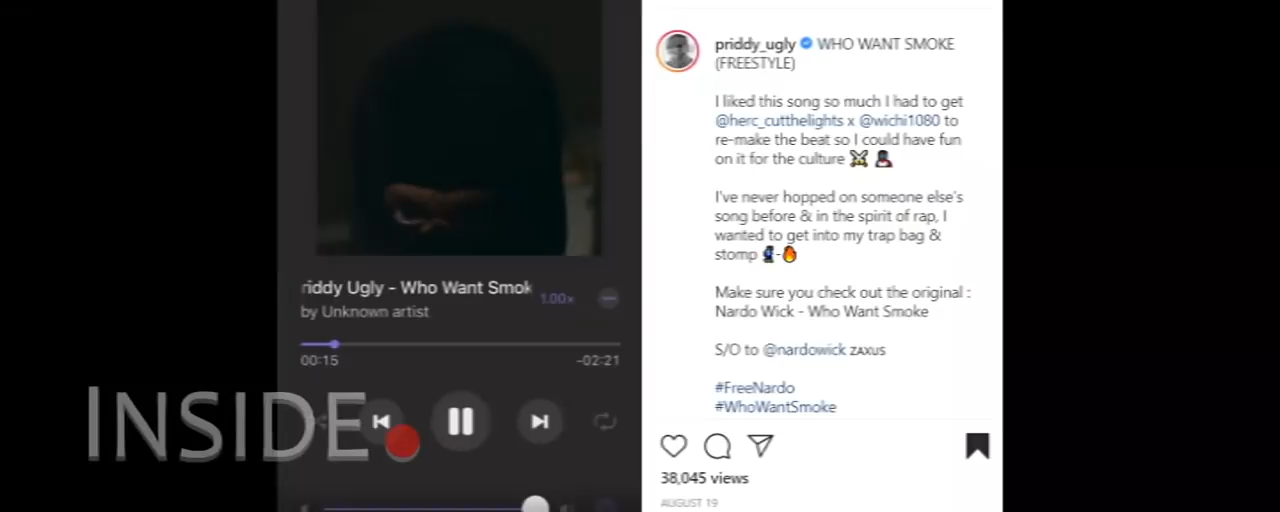 riddy Ugly - Who Want Smok
1.00×
by Unknown artist
00:15
-02:21
INSIDE
priddy_ugly WHO WANT SMOKE
(FREESTYLE)
I liked this song so much I had to get
@herc_cutthelights x @wichi1080 to
re-make the beat so I could have fun
on it for the culture
I've never hopped on someone else's
song before & in the spirit of rap, I
wanted to get into my trap bag &
stomp -
Make sure you check out the original :
Nardo Wick - Who Want Smoke
S/O to @nardowick ZAXUS
#FreeNardo
#WhoWantSmoke
38,045 views
AUGUST 19